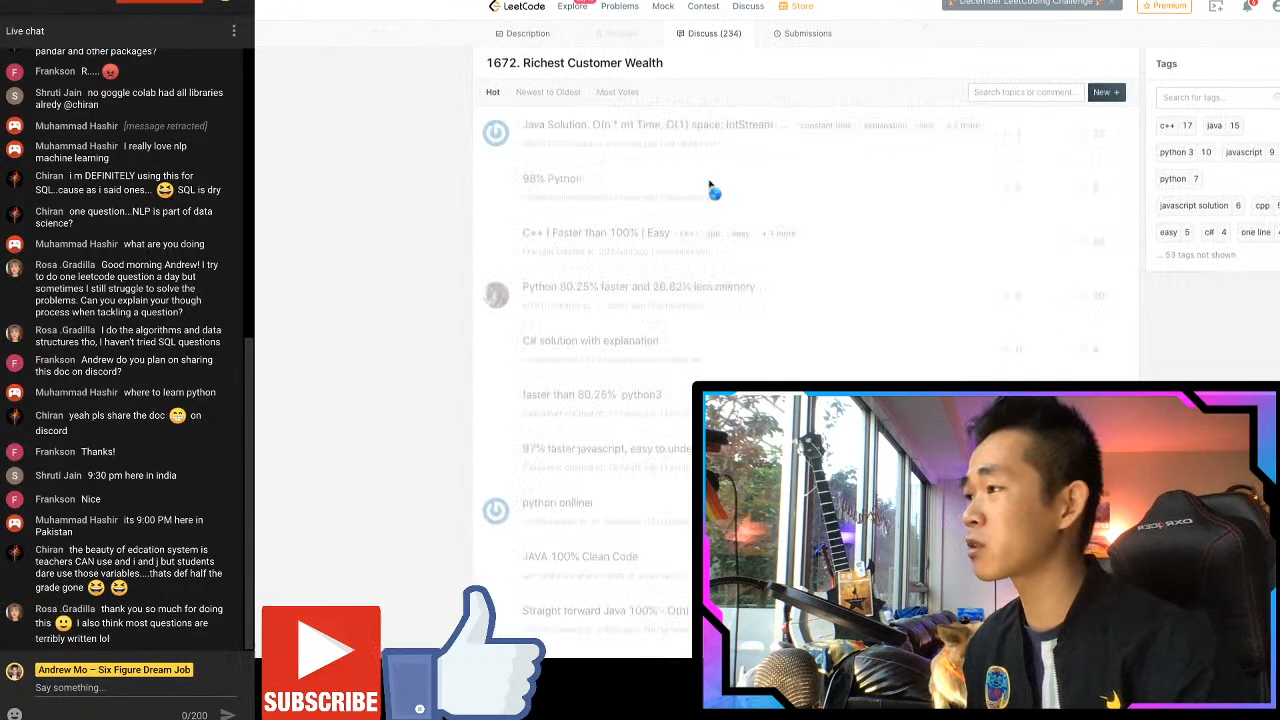 Live chat
data and other packages?
Frankson R.....
Shruti Jain no goggle colab had all libraries
alredy @chiran
Muhammad Hashir [message retracted]
Muhammad Hashir I really love nlp
machine learning
Chiran i m DEFINITELY using this for
SQL..cause as i said ones... SQL is dry
Chiran one question...NLP is part of data
science?
Muhammad Hashir what are you doing
Rosa .Gradilla Good morning Andrew! I try
to do one leetcode question a day but
sometimes I still struggle to solve the
problems. Can you explain your though
process when tackling a question?
Rosa .Gradilla I do the algorithms and data
structures tho, I haven't tried SQL questions
Frankson Andrew do you plan on sharing
this doc on discord?
Muhammad Hashir where to learn python
Chiran yeah pls share the doc on
discord
Frankson Thanks!
Shruti Jain 9:30 pm here in india
Frankson Nice
Muhammad Hashir its 9:00 PM here in
Pakistan
Chiran the beauty of edcation system is
teachers CAN use i and j but students
dare use those variables....thats def half the
grade gone
Rosa .Gradilla thank you so much for doing
this I also think most questions are
terribly written lol
Andrew Mo – Six Figure Dream Job
Say something...
0/200
LeetCode Explore Problems Mock Contest Discuss Store
December LeetCoding Challenge
Premium
Description Discuss (234) Submissions
1672. Richest Customer Wealth
Hot Newest to Oldest Most Votes Search topics or comment... New +
Java Solution, O(n * m) Time, O(1) space, IntStream
98% Python
C++ | Faster than 100% | Easy c++ cpp easy + 1 more
Python 80.25% faster and 26.82% less memory
C# solution with explanation
faster than 80.25% python3
97% faster javascript, easy to unde
python onlline
JAVA 100% Clean Code
Straight forward Java 100% - O(n)
Tags
Search for tags...
c++ 17 java 15
python 3 10 javascript 9
python 7
javascript solution 6 cpp 5
easy 5 c# 4 one line 4
... 53 tags not shown
SUBSCRIBE